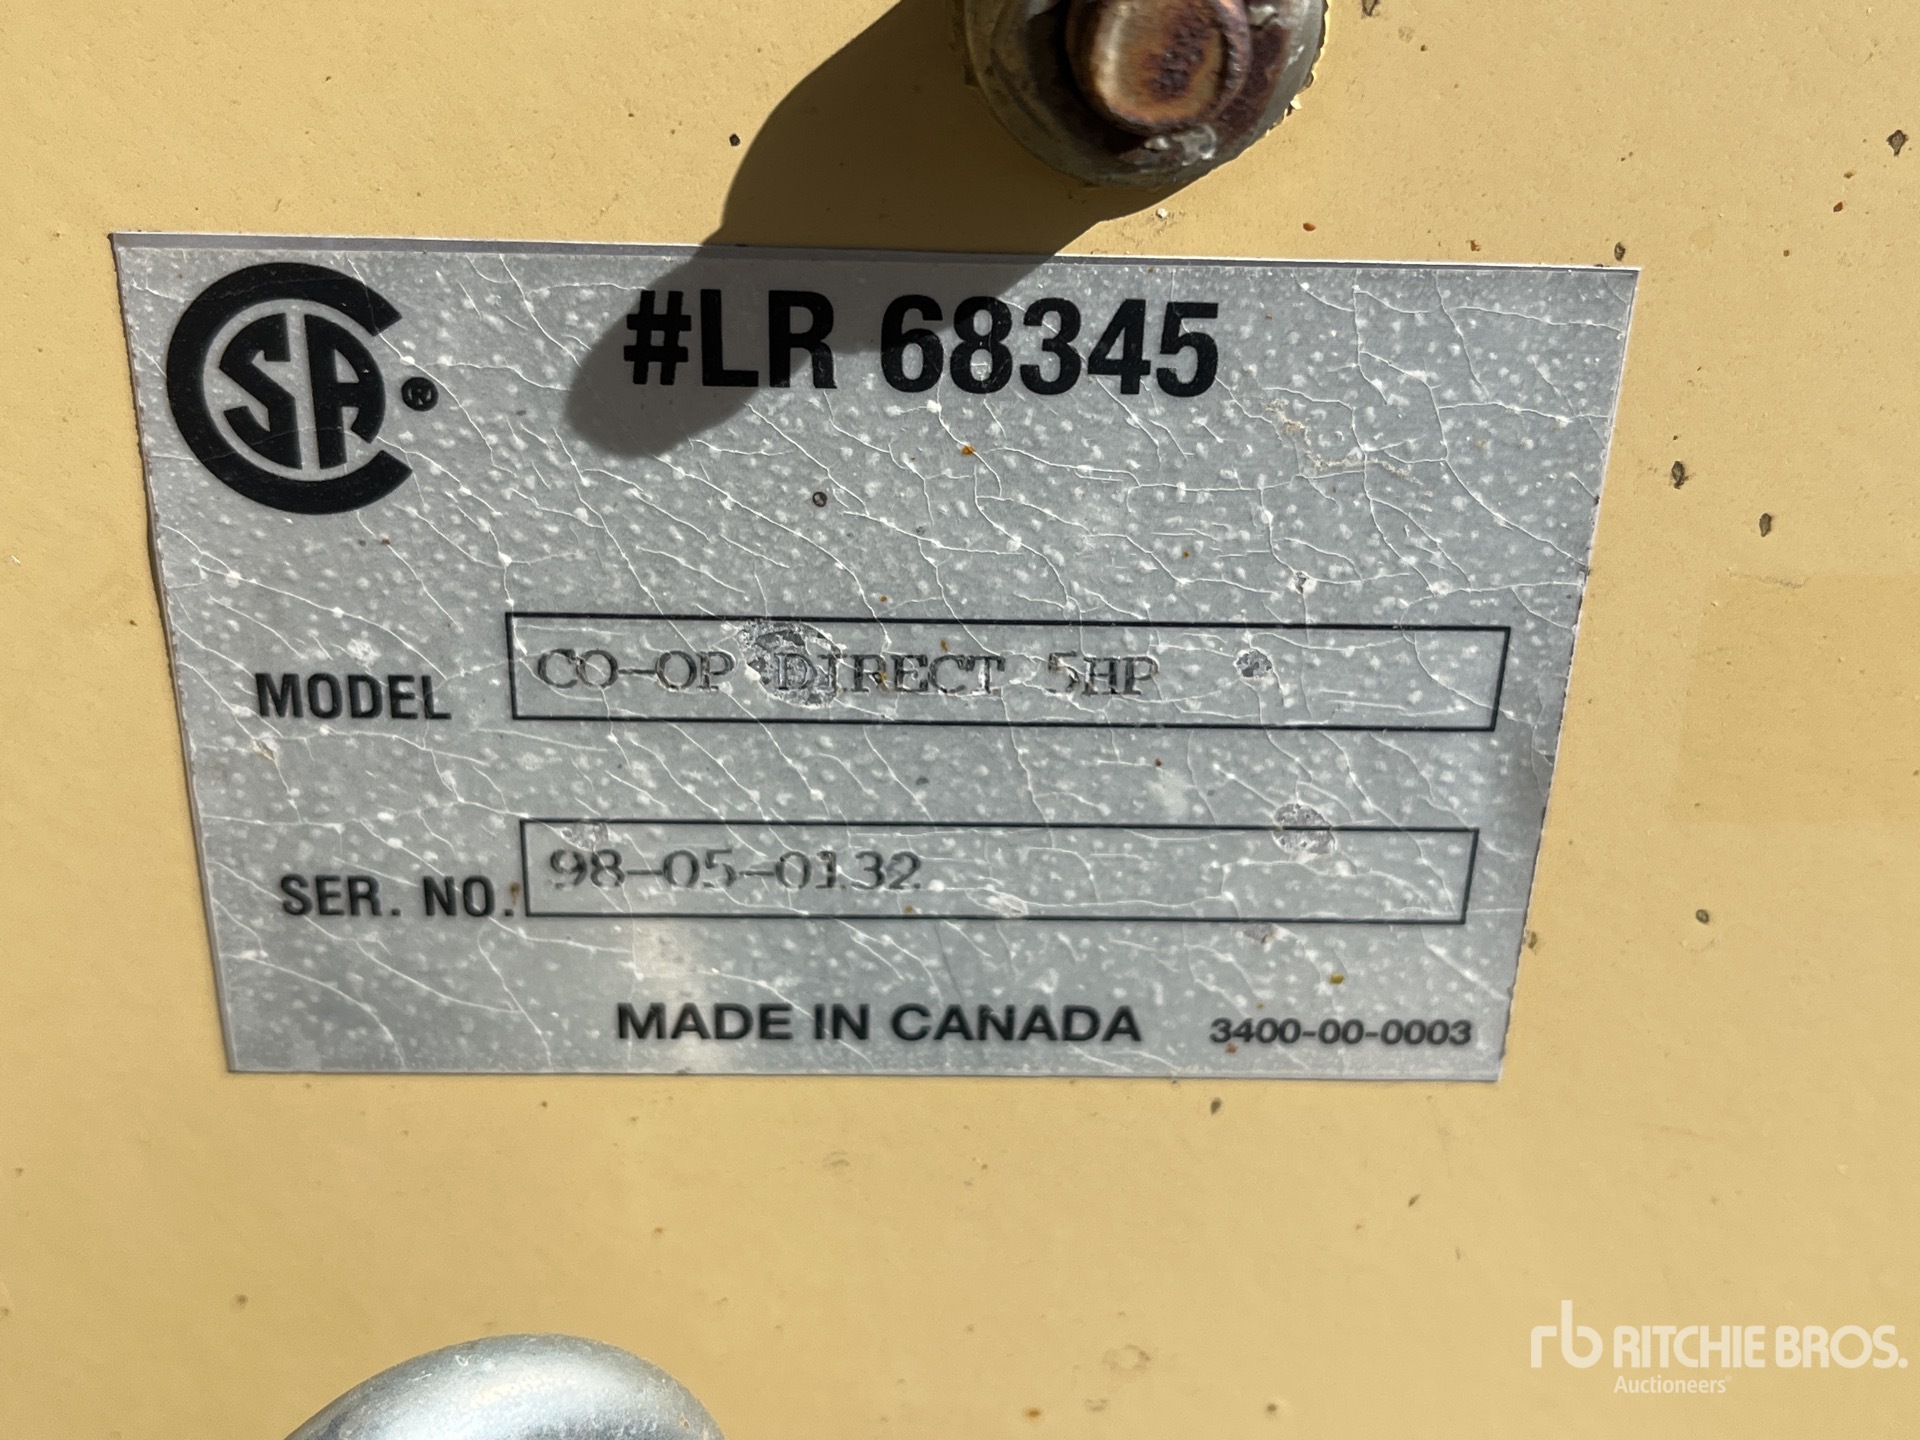 CSA ®
#LR 68345
MODEL CO-OP DIRECT 5HP
SER. NO. 98-05-0132
MADE IN CANADA 3400-00-0003
rb RITCHIE BROS.
Auctioneers